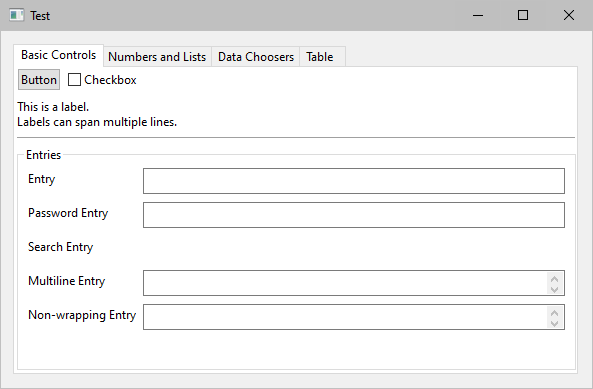 Test
Basic Controls Numbers and Lists Data Choosers Table
Button Checkbox
This is a label.
Labels can span multiple lines.
Entries
Entry
Password Entry
Search Entry
Multiline Entry
Non-wrapping Entry